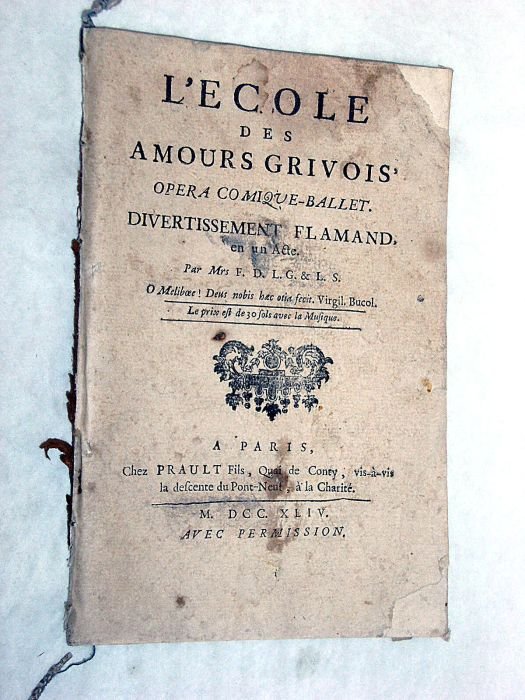 L'ECOLE
DES
AMOURS GRIVOIS,
OPERA COMIQUE-BALLET.
DIVERTISSEMENT FLAMAND,
en un Acte.
Par Mrs F. D. L. G. & L. S.
O Melibœe! Deus nobis hæc otia fecit. Virgil. Bucol.
Le prix est de 30 sols avec la Musique.
A PARIS,
Chez PRAULT Fils, Quai de Conty, vis-à-vis
la descente du Pont-Neuf, à la Charité.
M. DCC. XLIV.
AVEC PERMISSION.